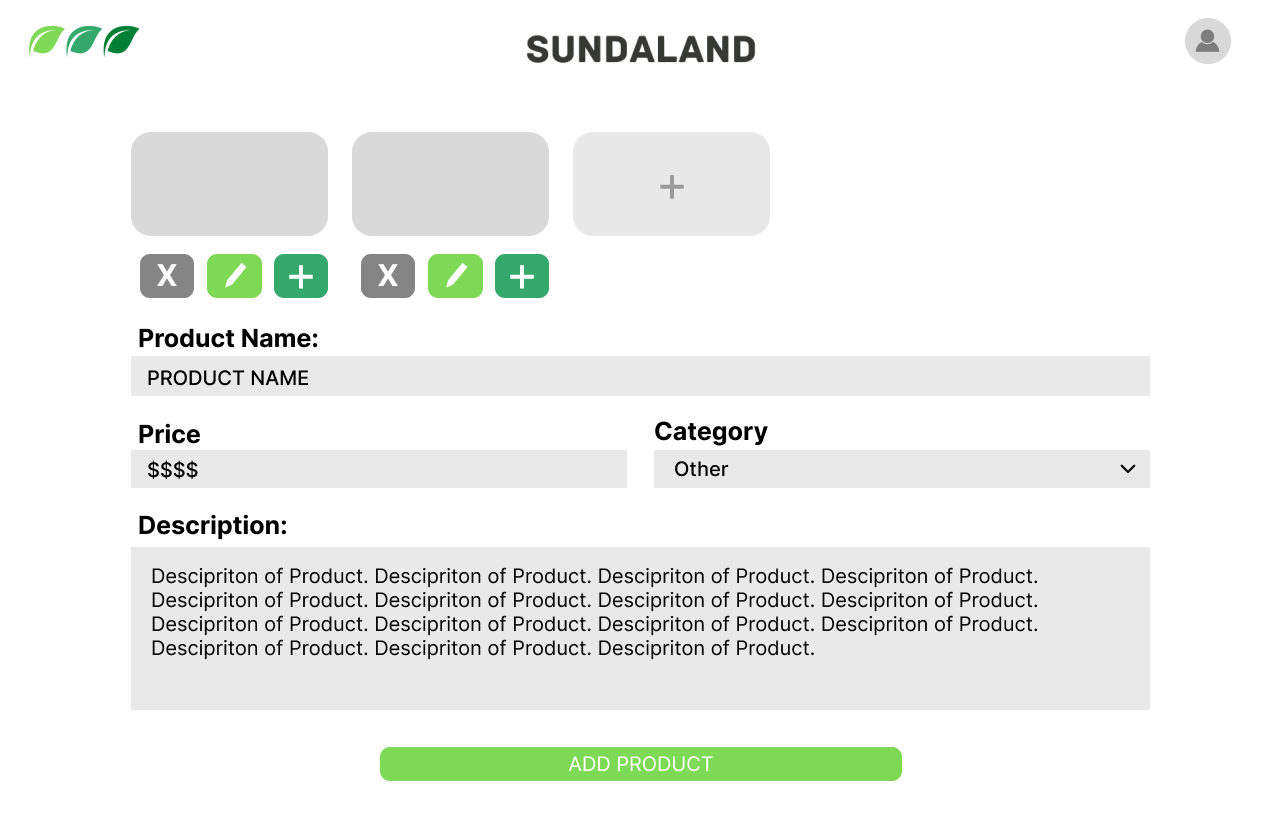 SUNDALAND
X
X
Product Name:
PRODUCT NAME
Price
Category
$$$$
Other
Description:
Descipriton of Product. Descipriton of Product. Descipriton of Product. Descipriton of Product.
Descipriton of Product. Descipriton of Product. Descipriton of Product. Descipriton of Product.
Descipriton of Product. Descipriton of Product. Descipriton of Product. Descipriton of Product.
Descipriton of Product. Descipriton of Product. Descipriton of Product.
ADD PRODUCT